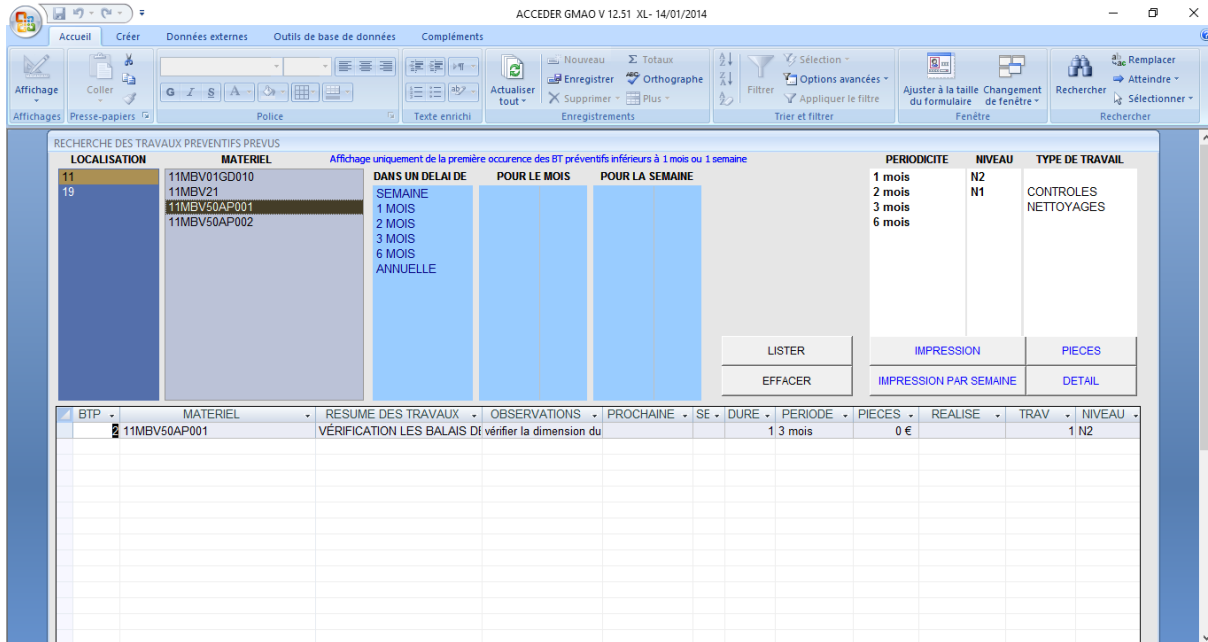 ACCEDER GMAO V 12.51 XL- 14/01/2014
Accueil Créer Données externes Outils de base de données Compléments
Affichage
Coller
G I S A
ab
Actualiser tout
Nouveau
Enregistrer
Supprimer
Σ Totaux
Orthographe
Plus
Filtrer
Sélection
Options avancées
Appliquer le filtre
Ajuster à la taille du formulaire
Changement de fenêtre
Rechercher
Remplacer
Atteindre
Sélectionner
Affichages Presse-papiers Police Texte enrichi Enregistrements Trier et filtrer Fenêtre Rechercher
RECHERCHE DES TRAVAUX PREVENTIFS PREVUS
LOCALISATION MATERIEL Affichage uniquement de la première occurence des BT préventifs inférieurs à 1 mois ou 1 semaine PERIODICITE NIVEAU TYPE DE TRAVAIL
DANS UN DELAI DE POUR LE MOIS POUR LA SEMAINE
11
19
11MBV01GD010
11MBV21
11MBV50AP001
11MBV50AP002
SEMAINE
1 MOIS
2 MOIS
3 MOIS
6 MOIS
ANNUELLE
1 mois
2 mois
3 mois
6 mois
N2
N1
CONTROLES
NETTOYAGES
LISTER IMPRESSION PIECES
EFFACER IMPRESSION PAR SEMAINE DETAIL
BTP MATERIEL RESUME DES TRAVAUX OBSERVATIONS PROCHAINE SE DURE PERIODE PIECES REALISE TRAV NIVEAU
2 11MBV50AP001 VÉRIFICATION LES BALAIS DE vérifier la dimension du 1 3 mois 0 € 1 N2